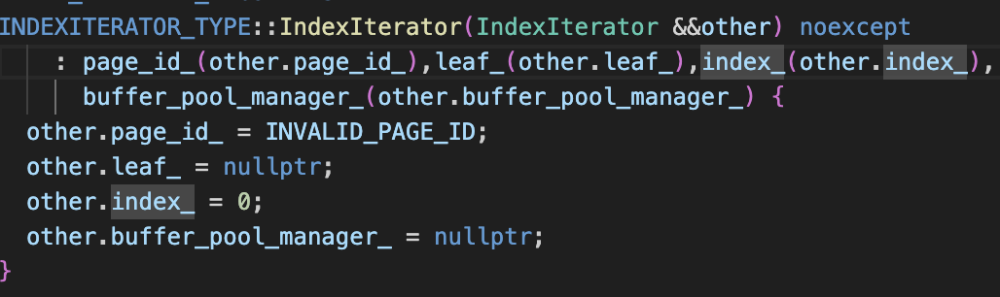 INDEXITERATOR_TYPE::IndexIterator(IndexIterator &&other) noexcept
    : page_id_(other.page_id_),leaf_(other.leaf_),index_(other.index_),
      buffer_pool_manager_(other.buffer_pool_manager_) {
  other.page_id_ = INVALID_PAGE_ID;
  other.leaf_ = nullptr;
  other.index_ = 0;
  other.buffer_pool_manager_ = nullptr;
}